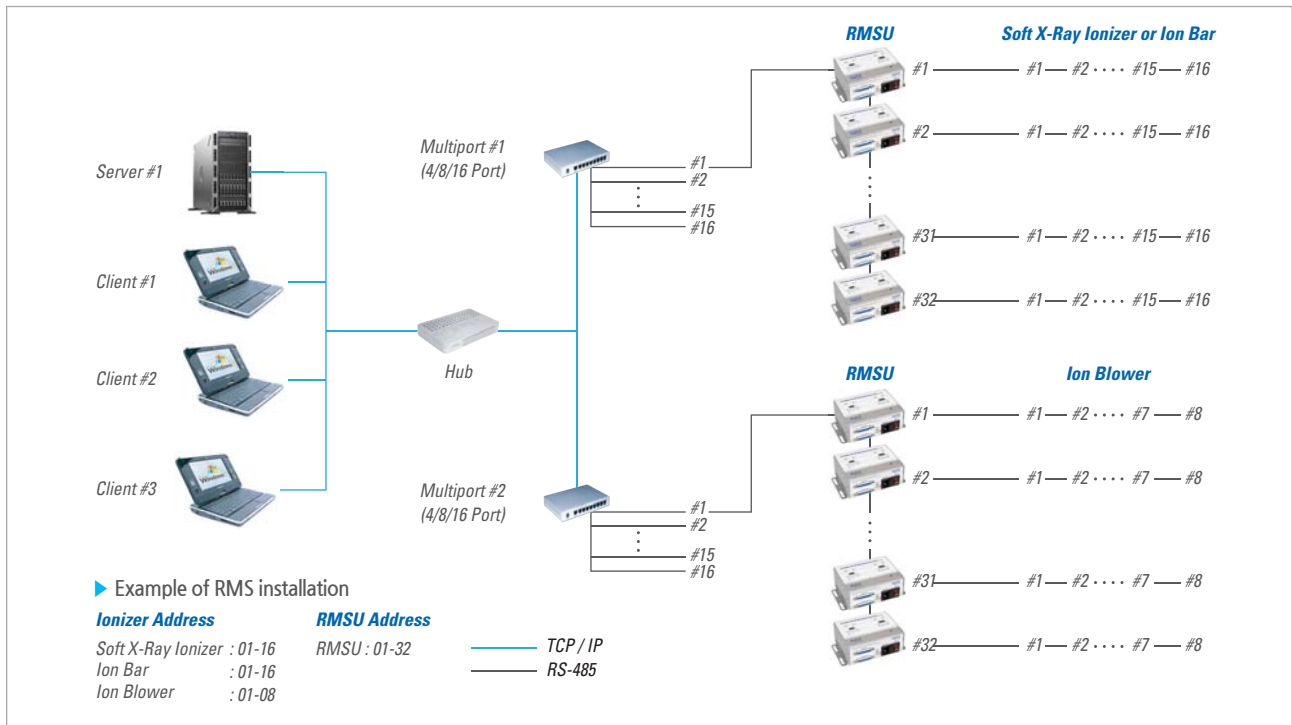 RMSU
Soft X-Ray Ionizer or Ion Bar
#1 #1 #2 #15 #16
#2 #1 #2 #15 #16
#31 #1 #2 #15 #16
#32 #1 #2 #15 #16
Server #1
Client #1
Client #2
Client #3
Hub
Multiport #1
(4/8/16 Port)
#1
#2
#15
#16
Multiport #2
(4/8/16 Port)
#1
#2
#15
#16
RMSU
Ion Blower
#1 #1 #2 #7 #8
#2 #1 #2 #7 #8
#31 #1 #2 #7 #8
#32 #1 #2 #7 #8
Windows
Windows
Windows
Example of RMS installation
Ionizer Address
Soft X-Ray Ionizer : 01-16
Ion Bar : 01-16
Ion Blower : 01-08
RMSU Address
RMSU : 01-32
TCP / IP
RS-485